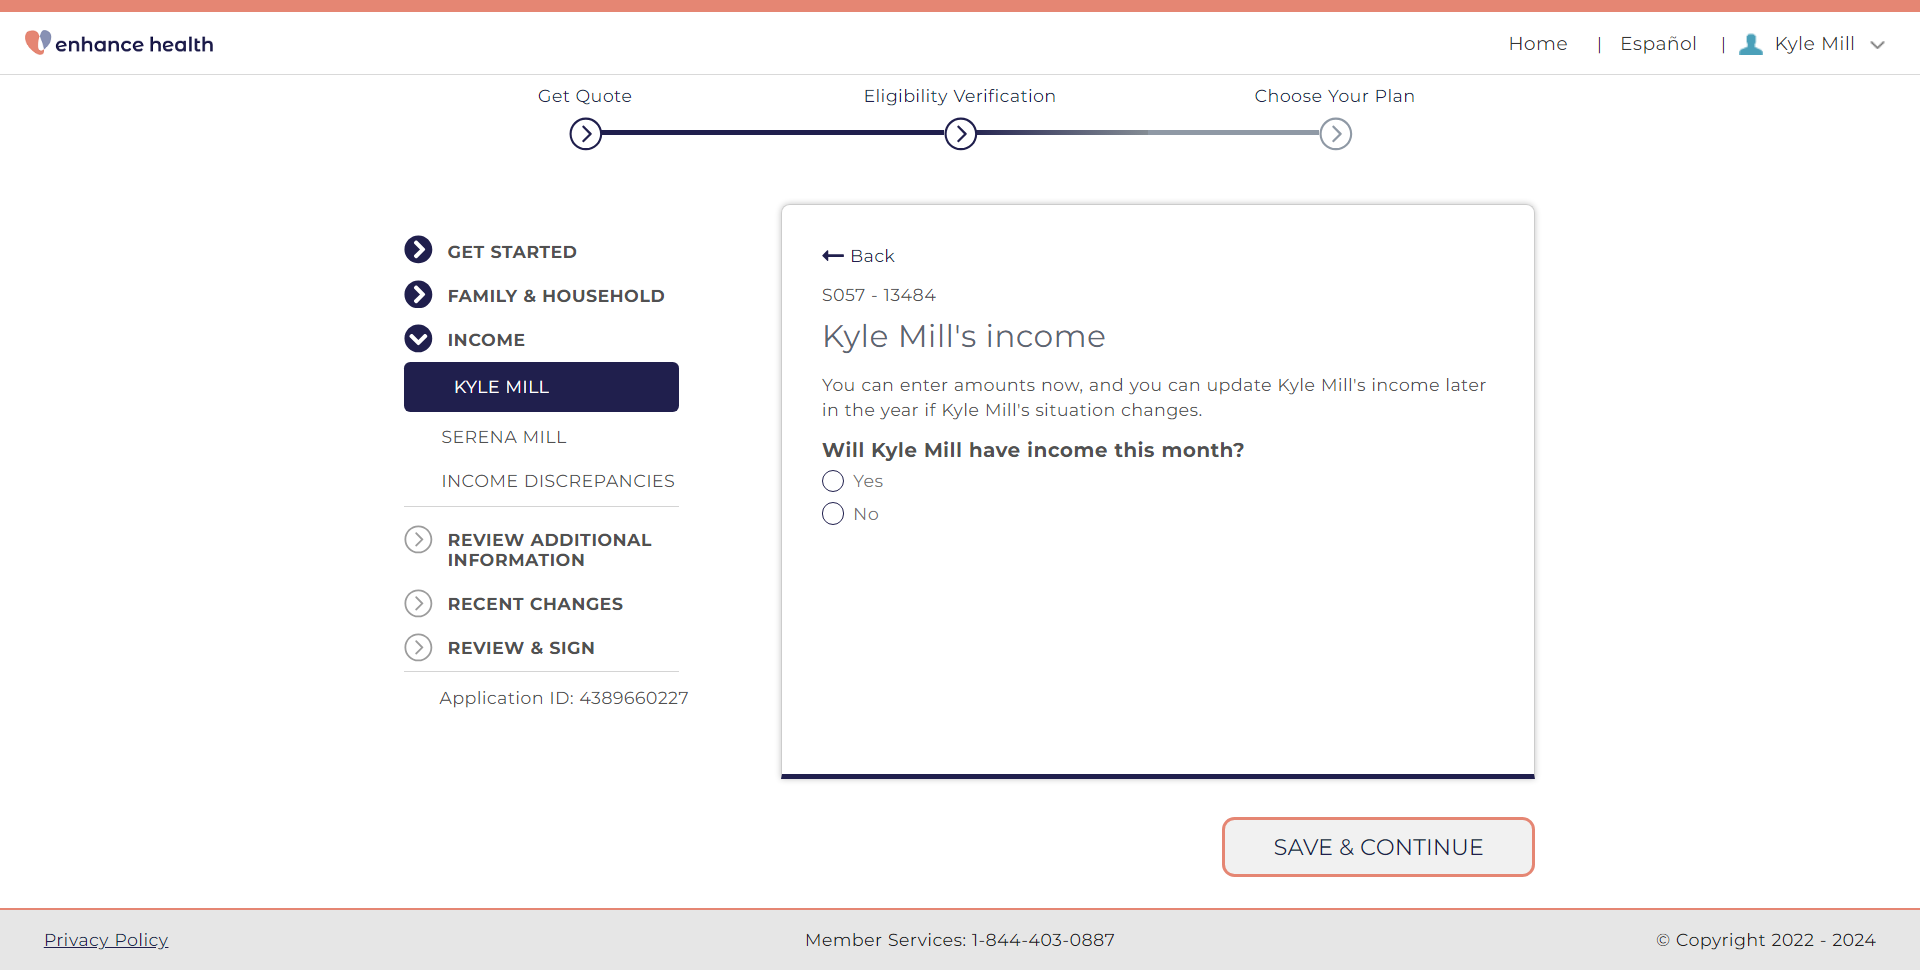 enhance health
Home | Español | Kyle Mill
Get Quote
Eligibility Verification
Choose Your Plan
GET STARTED
FAMILY & HOUSEHOLD
INCOME
KYLE MILL
SERENA MILL
INCOME DISCREPANCIES
REVIEW ADDITIONAL
INFORMATION
RECENT CHANGES
REVIEW & SIGN
Application ID: 4389660227
Back
S057 - 13484
Kyle Mill's income
You can enter amounts now, and you can update Kyle Mill's income later
in the year if Kyle Mill's situation changes.
Will Kyle Mill have income this month?
Yes
No
SAVE & CONTINUE
Privacy Policy
Member Services: 1-844-403-0887
© Copyright 2022 - 2024